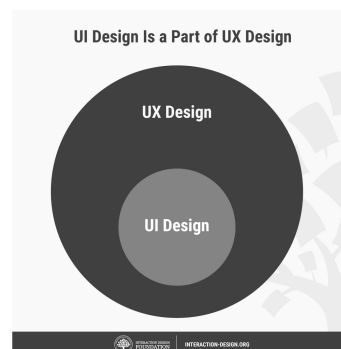 UI Design Is a Part of UX Design
UX Design
UI Design
INTERACTION DESIGN
FOUNDATION
INTERACTION-DESIGN.ORG